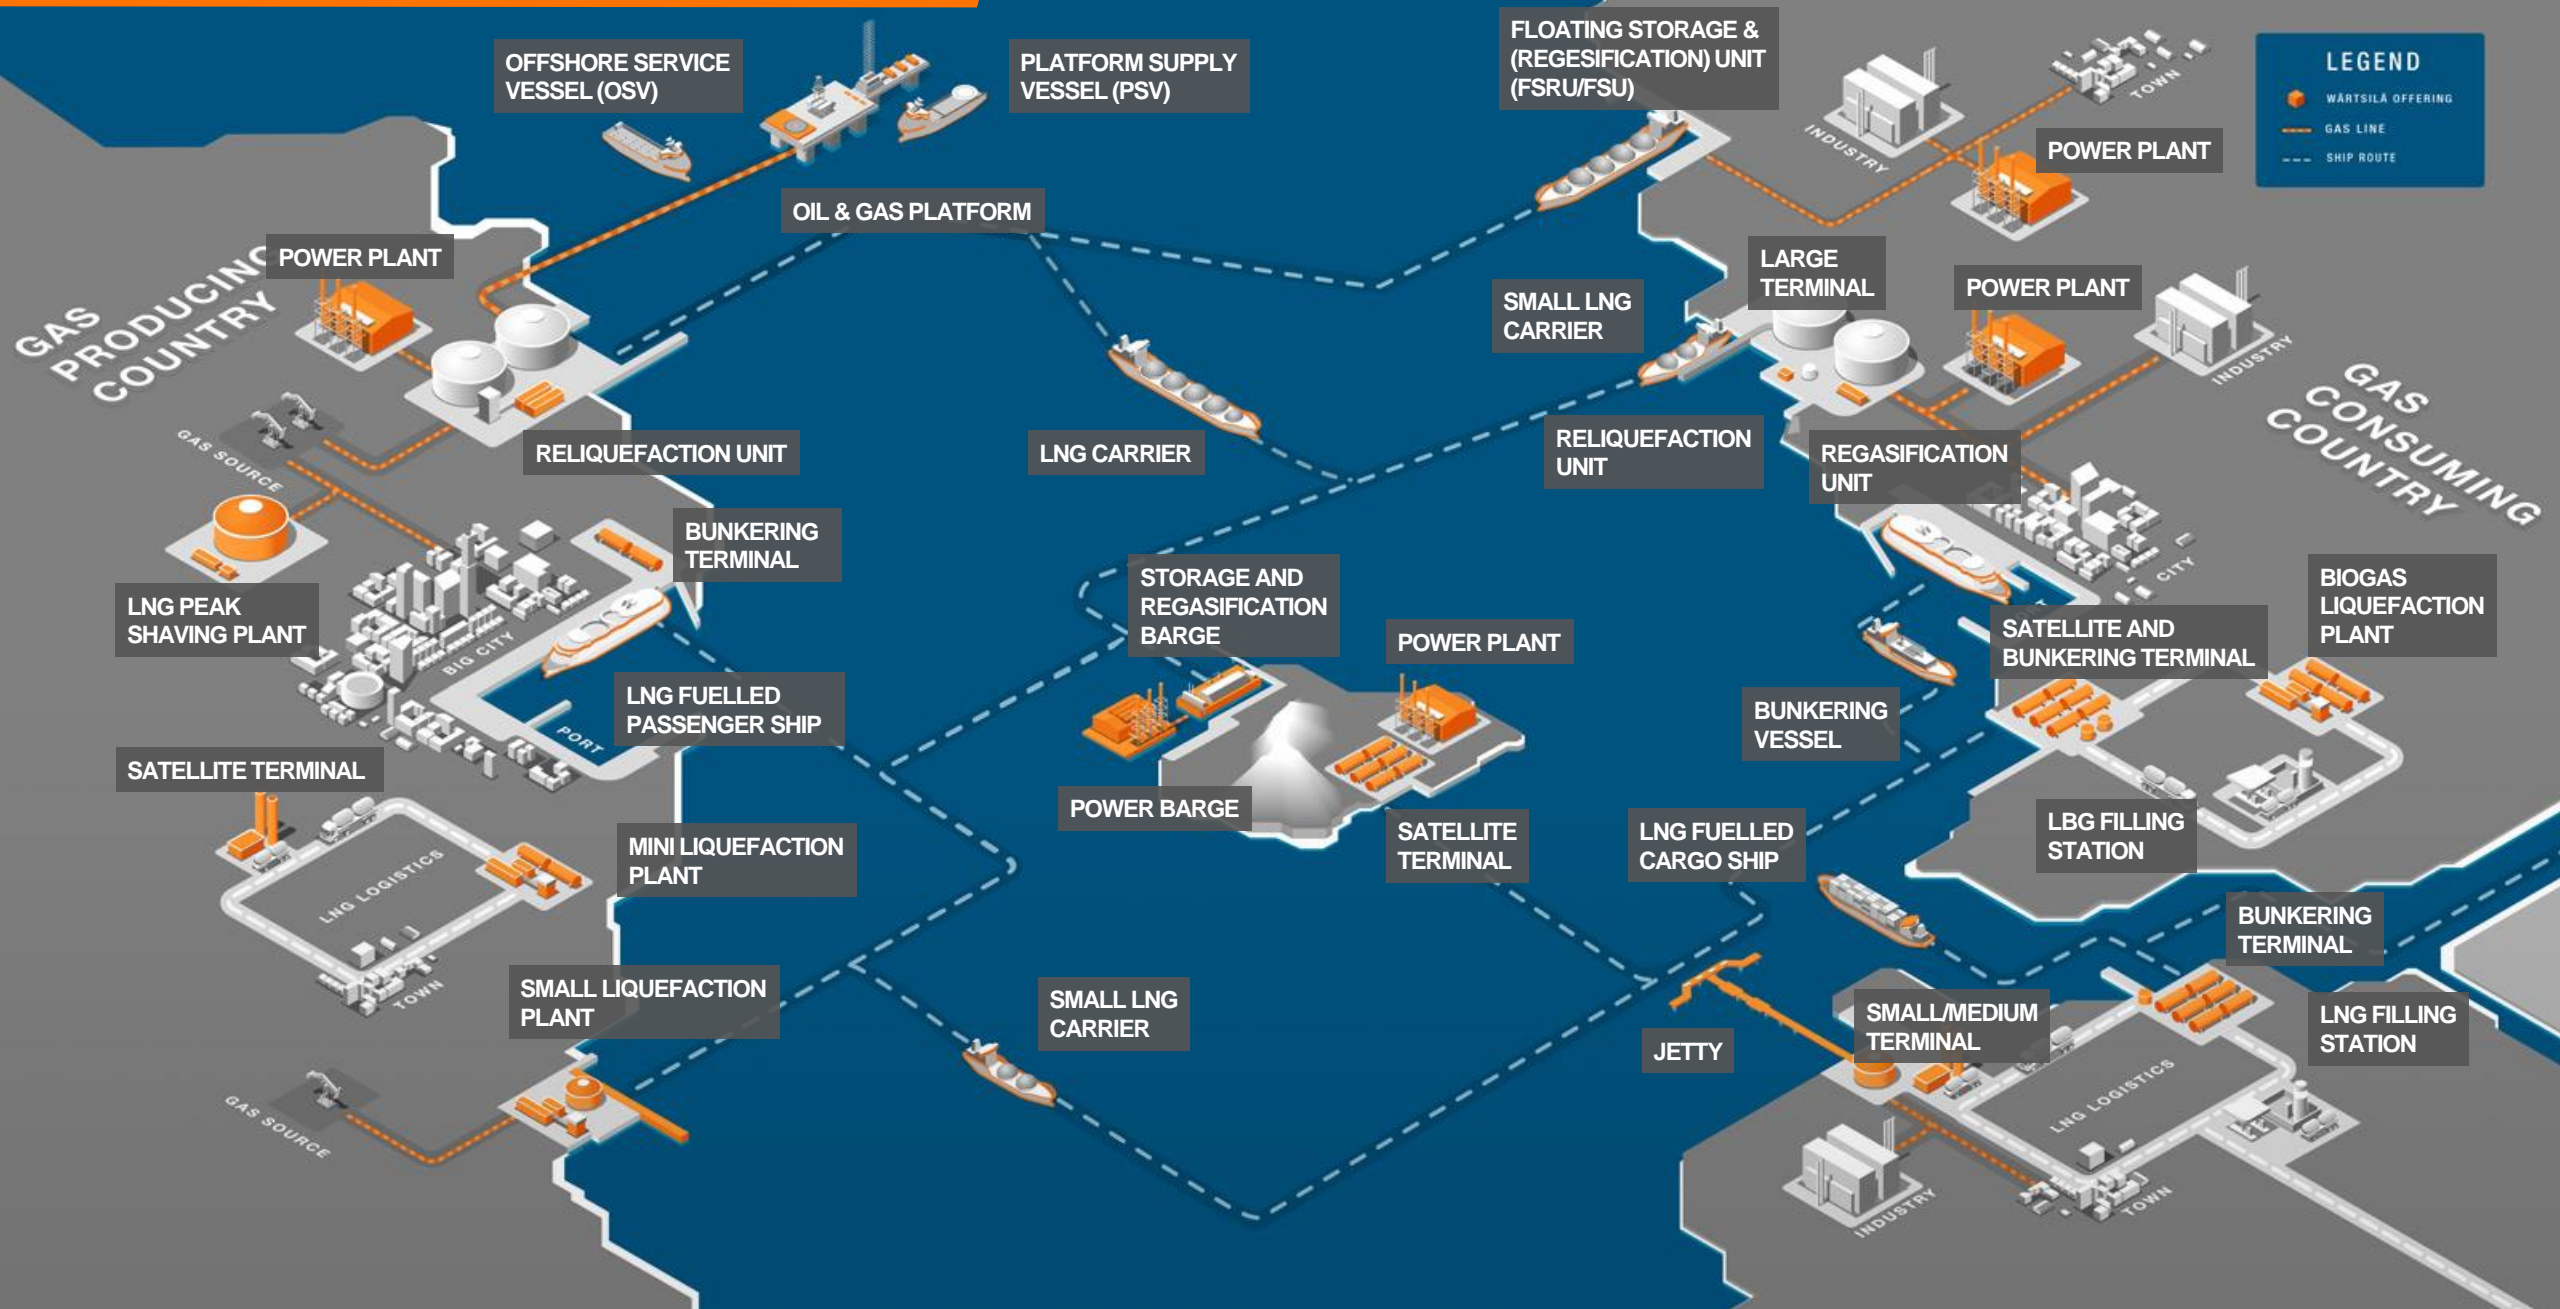 OFFSHORE SERVICE
VESSEL (OSV)
PLATFORM SUPPLY
VESSEL (PSV)
FLOATING STORAGE &
(REGESIFICATION) UNIT
(FSRU/FSU)
INDUSTRY
TOWN
POWER PLANT
LEGEND
WÄRTSILÄ OFFERING
GAS LINE
SHIP ROUTE
OIL & GAS PLATFORM
GAS
PRODUCING
COUNTRY
POWER PLANT
LARGE
TERMINAL
POWER PLANT
SMALL LNG
CARRIER
INDUSTRY
GAS
CONSUMING
COUNTRY
GAS SOURCE
RELIQUEFACTION UNIT
LNG CARRIER
RELIQUEFACTION
UNIT
REGASIFICATION
UNIT
CITY
BUNKERING
TERMINAL
LNG PEAK
SHAVING PLANT
BIG CITY
STORAGE AND
REGASIFICATION
BARGE
POWER PLANT
BIOGAS
LIQUEFACTION
PLANT
SATELLITE AND
BUNKERING TERMINAL
LNG FUELLED
PASSENGER SHIP
PORT
BUNKERING
VESSEL
SATELLITE TERMINAL
POWER BARGE
SATELLITE
TERMINAL
LNG FUELLED
CARGO SHIP
LBG FILLING
STATION
MINI LIQUEFACTION
PLANT
LNG LOGISTICS
TOWN
BUNKERING
TERMINAL
SMALL LIQUEFACTION
PLANT
SMALL LNG
CARRIER
JETTY
SMALL/MEDIUM
TERMINAL
LNG FILLING
STATION
GAS SOURCE
LNG LOGISTICS
INDUSTRY
TOWN